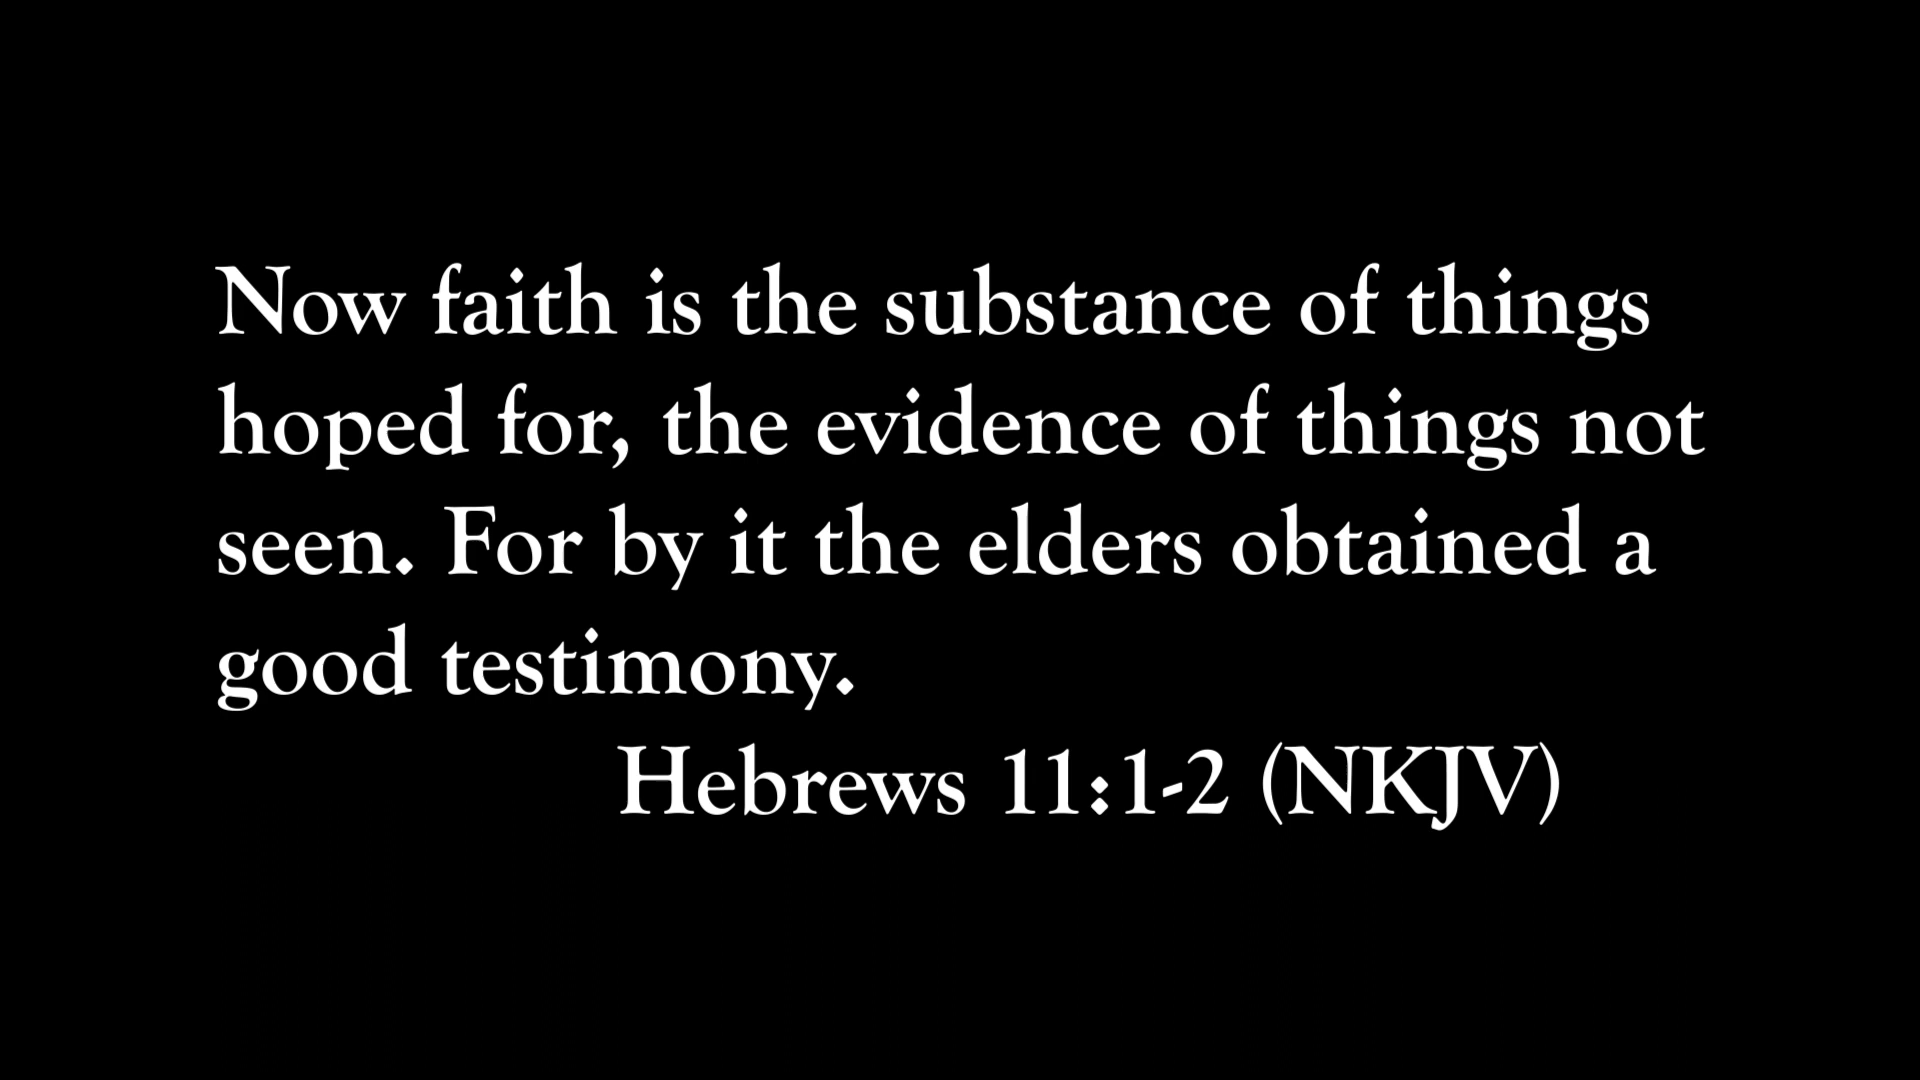 Now faith is the substance of things
hoped for, the evidence of things not
seen. For by it the elders obtained a
good testimony.
Hebrews 11:1-2 (NKJV)